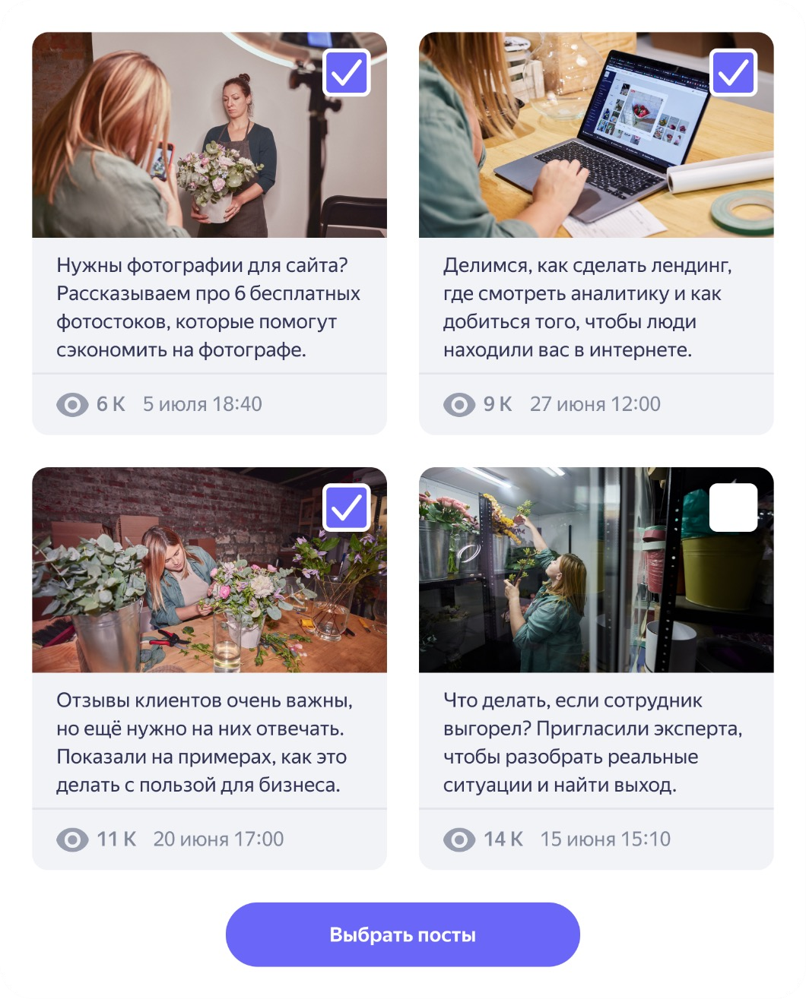 Нужны фотографии для сайта?
Рассказываем про 6 бесплатных
фотостоков, которые помогут
сэкономить на фотографе.
6 K 5 июля 18:40
Делимся, как сделать лендинг,
где смотреть аналитику и как
добиться того, чтобы люди
находили вас в интернете.
9 K 27 июня 12:00
Отзывы клиентов очень важны,
но ещё нужно на них отвечать.
Показали на примерах, как это
делать с пользой для бизнеса.
11 K 20 июня 17:00
Что делать, если сотрудник
выгорел? Пригласили эксперта,
чтобы разобрать реальные
ситуации и найти выход.
14 K 15 июня 15:10
Выбрать посты